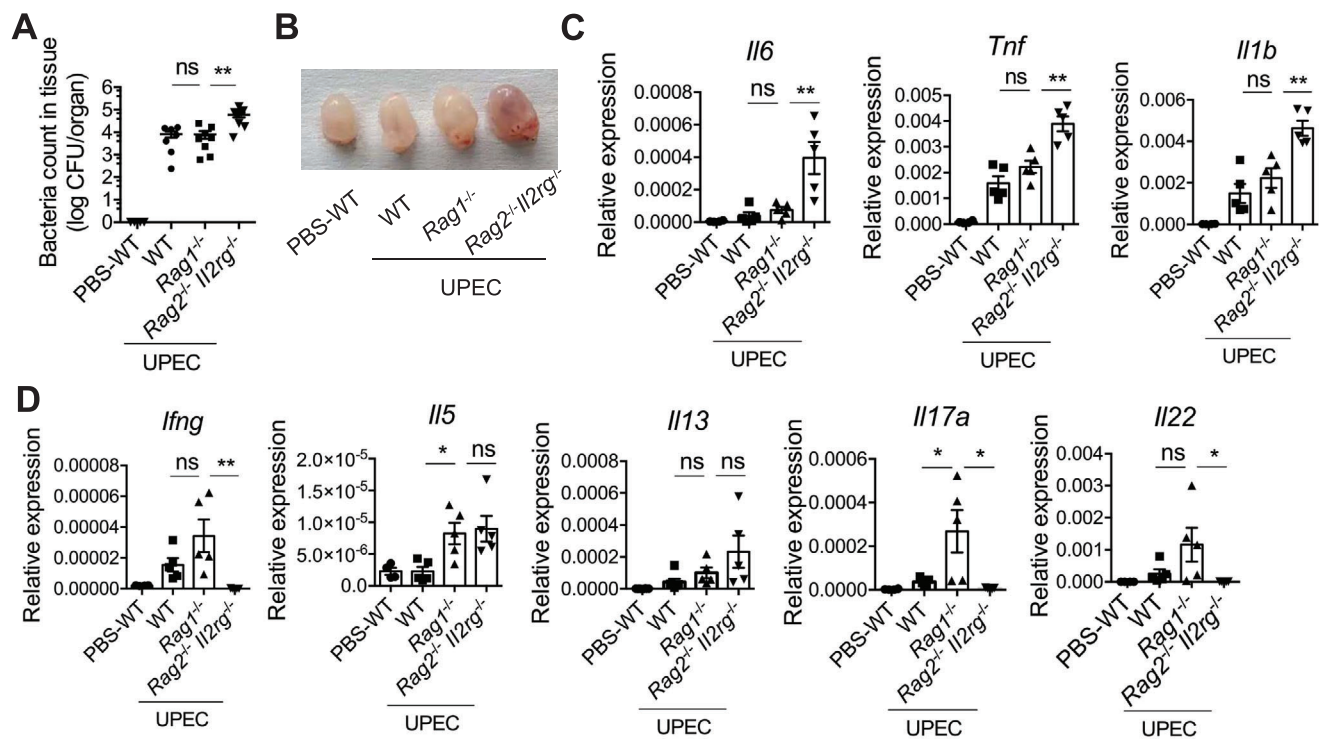 A
Bacteria count in tissue
(log CFU/organ)
ns **
6
5
4
3
2
1
0
PBS-WT
WT
Rag1-/-
Rag2-/- Il2rg-/-
UPEC
B
PBS-WT
WT
Rag1-/-
Rag2-/-Il2rg-/-
UPEC
C
Il6
Relative expression
ns **
0.0008
0.0006
0.0004
0.0002
0.0000
PBS-WT
WT
Rag1-/-
Rag2-/- Il2rg-/-
UPEC
Tnf
Relative expression
ns **
0.005
0.004
0.003
0.002
0.001
0.000
PBS-WT
WT
Rag1-/-
Rag2-/- Il2rg-/-
UPEC
Il1b
Relative expression
ns **
0.006
0.004
0.002
0.000
PBS-WT
WT
Rag1-/-
Rag2-/- Il2rg-/-
UPEC
D
Ifng
Relative expression
ns **
0.00008
0.00006
0.00004
0.00002
0.00000
PBS-WT
WT
Rag1-/-
Rag2-/- Il2rg-/-
UPEC
Il5
Relative expression
* ns
2.0×10-5
1.5×10-5
1.0×10-5
5.0×10-6
0.0
PBS-WT
WT
Rag1-/-
Rag2-/- Il2rg-/-
UPEC
Il13
Relative expression
ns ns
0.0008
0.0006
0.0004
0.0002
0.0000
PBS-WT
WT
Rag1-/-
Rag2-/- Il2rg-/-
UPEC
Il17a
Relative expression
* *
0.0006
0.0004
0.0002
0.0000
PBS-WT
WT
Rag1-/-
Rag2-/- Il2rg-/-
UPEC
Il22
Relative expression
ns *
0.004
0.003
0.002
0.001
0.000
PBS-WT
WT
Rag1-/-
Rag2-/- Il2rg-/-
UPEC